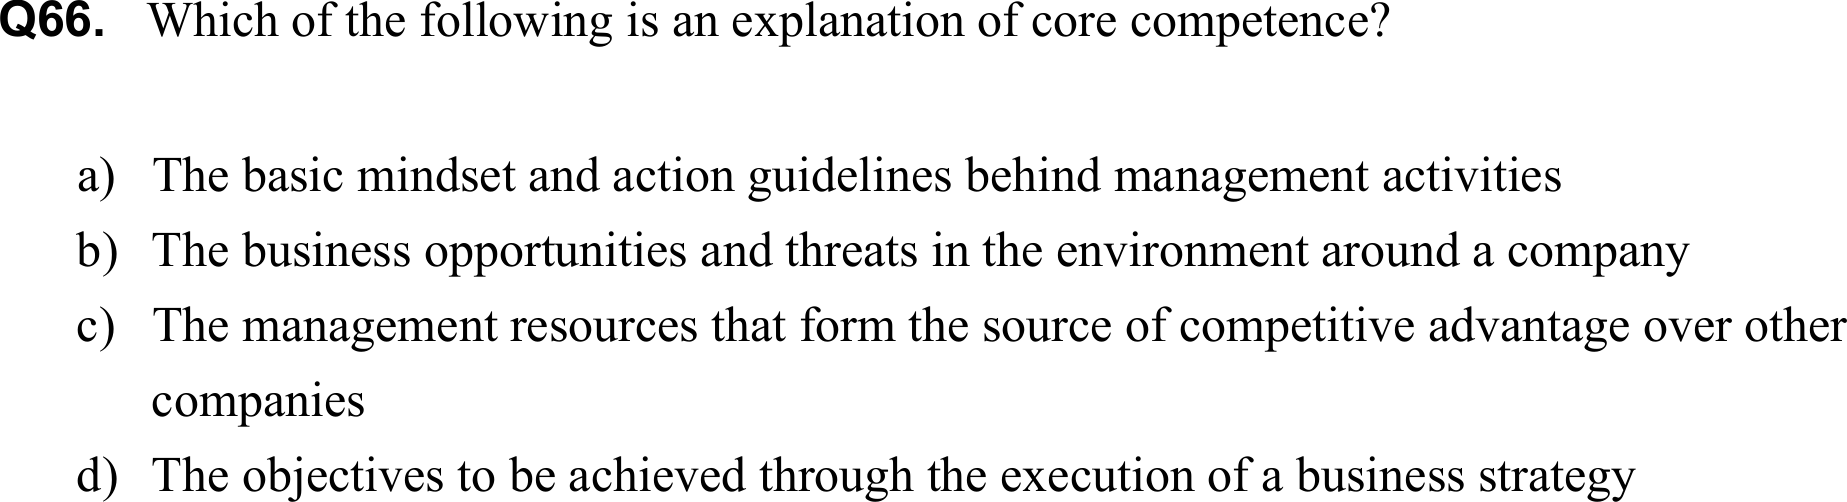 Q66. Which of the following is an explanation of core competence?
a) The basic mindset and action guidelines behind management activities
b) The business opportunities and threats in the environment around a company
c) The management resources that form the source of competitive advantage over other
companies
d) The objectives to be achieved through the execution of a business strategy